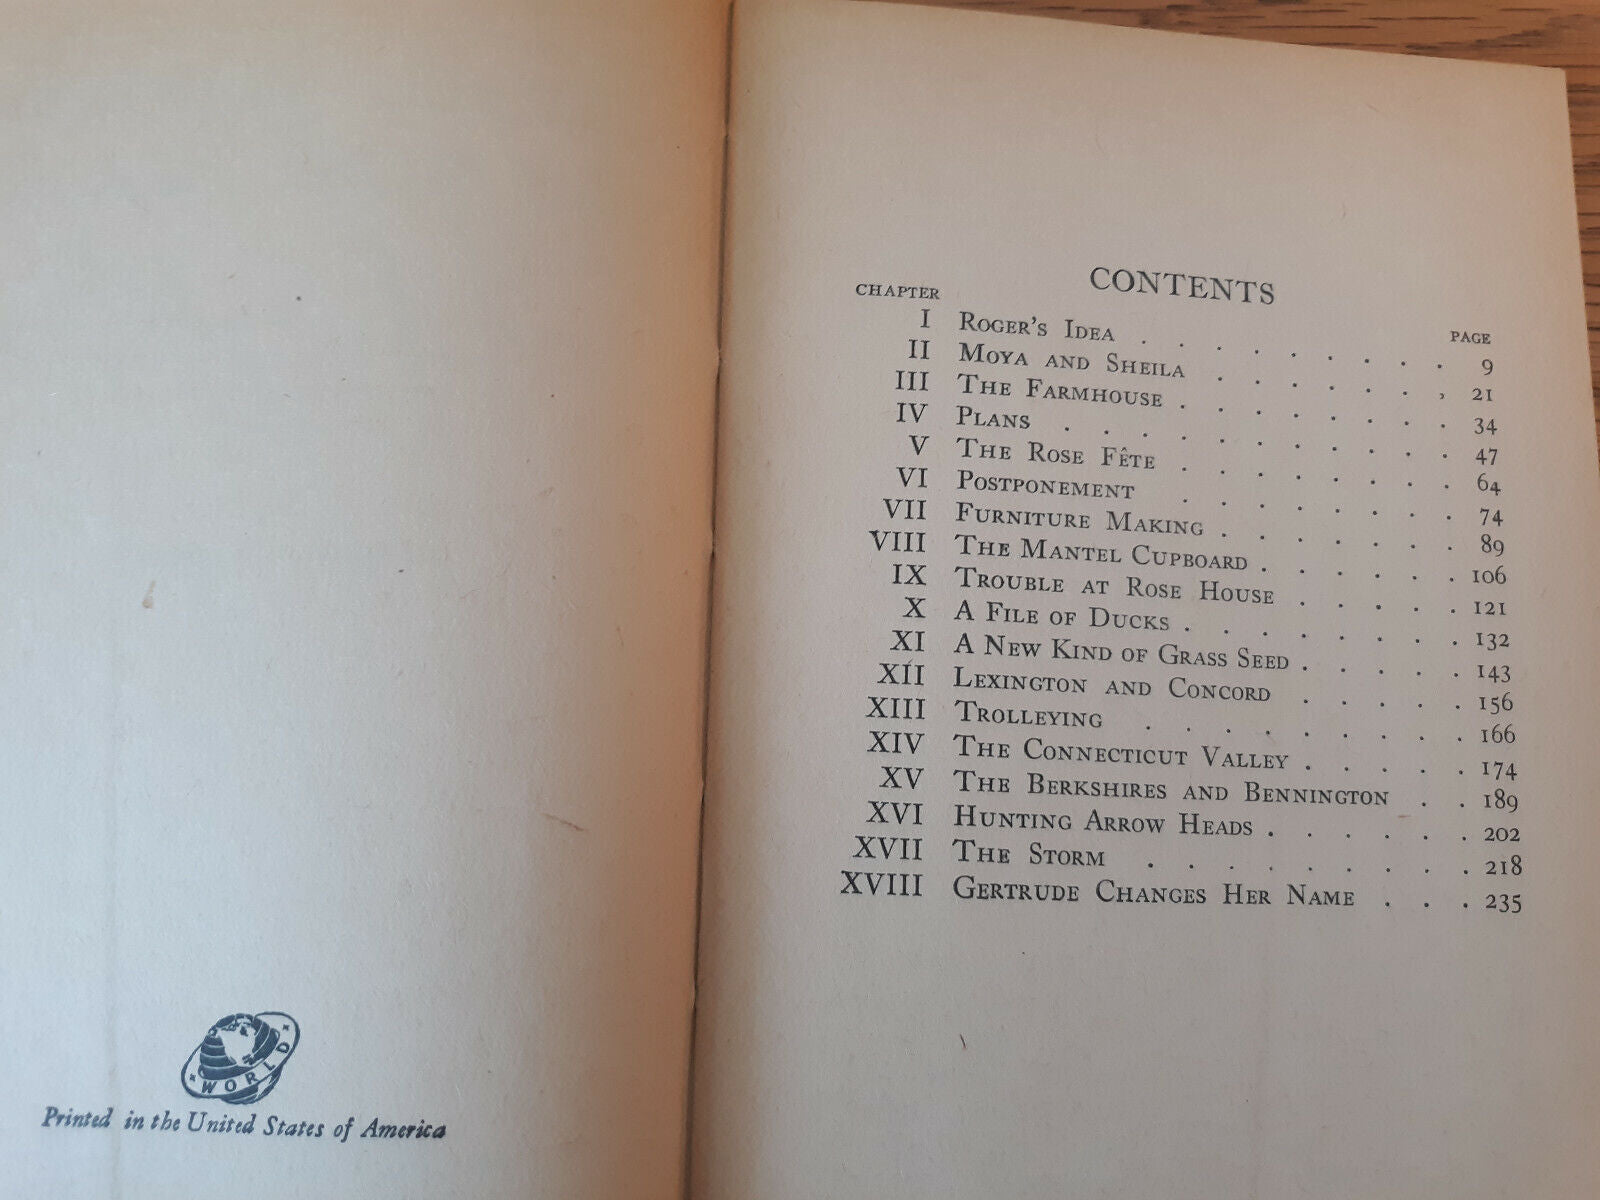 WORLD
Printed in the United States of America
CONTENTS
CHAPTER PAGE
I ROGER'S IDEA . . . . . . . . . 9
II MOYA AND SHEILA . . . . . . . 21
III THE FARMHOUSE . . . . . . . . 34
IV PLANS . . . . . . . . . . . 47
V THE ROSE FÊTE . . . . . . . . 64
VI POSTPONEMENT . . . . . . . . 74
VII FURNITURE MAKING . . . . . . . 89
VIII THE MANTEL CUPBOARD . . . . . . 106
IX TROUBLE AT ROSE HOUSE . . . . . 121
X A FILE OF DUCKS . . . . . . . . 132
XI A NEW KIND OF GRASS SEED . . . . . 143
XII LEXINGTON AND CONCORD . . . . . 156
XIII TROLLEYING . . . . . . . . . 166
XIV THE CONNECTICUT VALLEY . . . . . 174
XV THE BERKSHIRES AND BENNINGTON . . 189
XVI HUNTING ARROW HEADS . . . . . . 202
XVII THE STORM . . . . . . . . . 218
XVIII GERTRUDE CHANGES HER NAME . . . 235